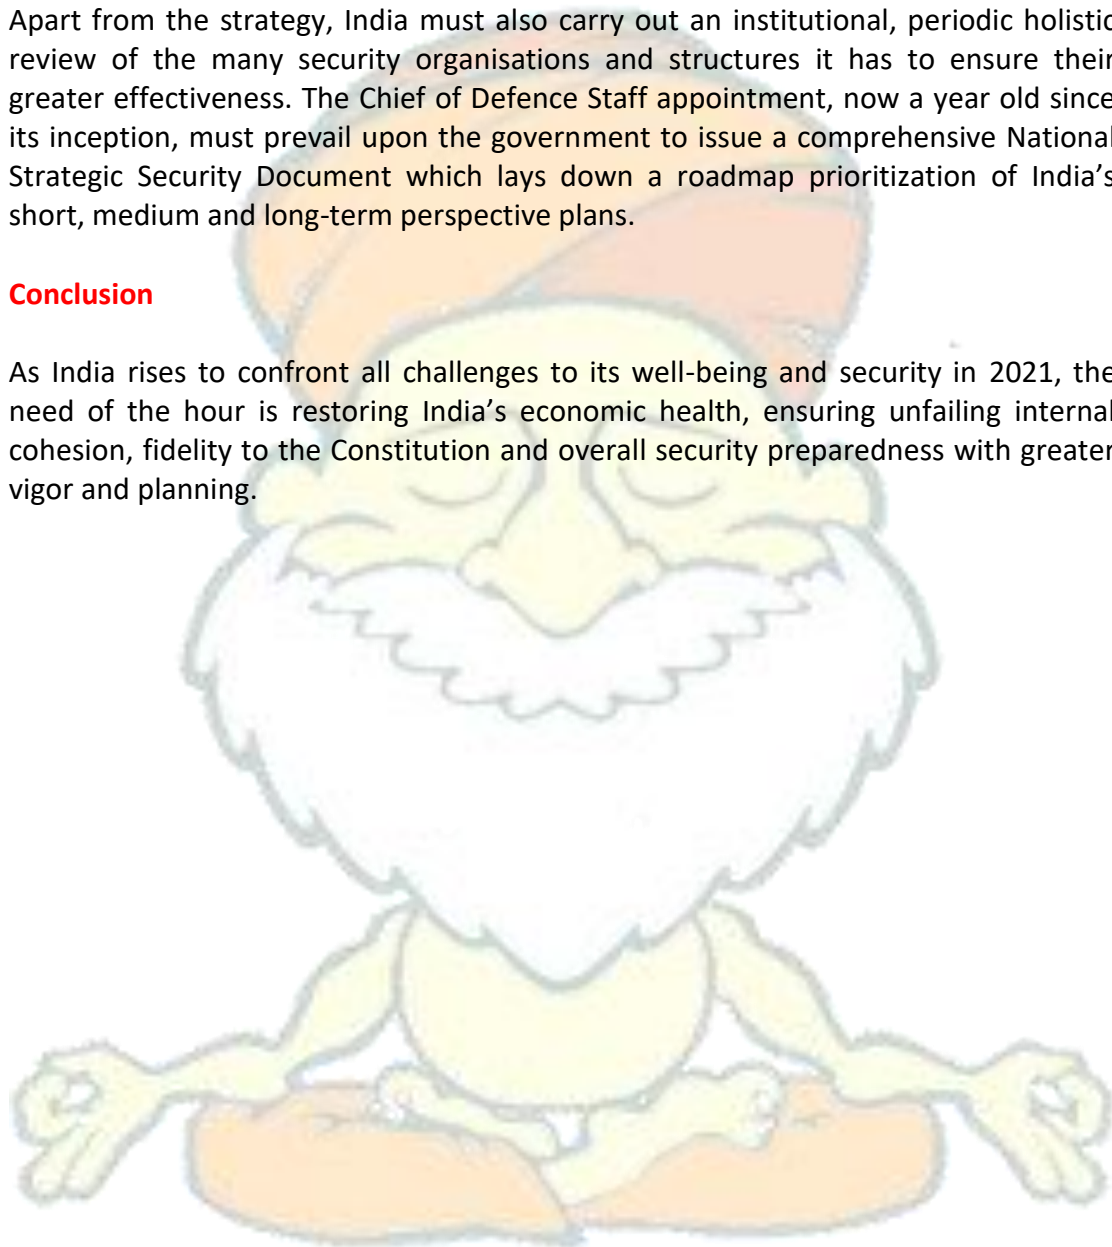 Apart from the strategy, India must also carry out an institutional, periodic holistic
review of the many security organisations and structures it has to ensure their
greater effectiveness. The Chief of Defence Staff appointment, now a year old since
its inception, must prevail upon the government to issue a comprehensive National
Strategic Security Document which lays down a roadmap prioritization of India’s
short, medium and long-term perspective plans.
Conclusion
As India rises to confront all challenges to its well-being and security in 2021, the
need of the hour is restoring India’s economic health, ensuring unfailing internal
cohesion, fidelity to the Constitution and overall security preparedness with greater
vigor and planning.